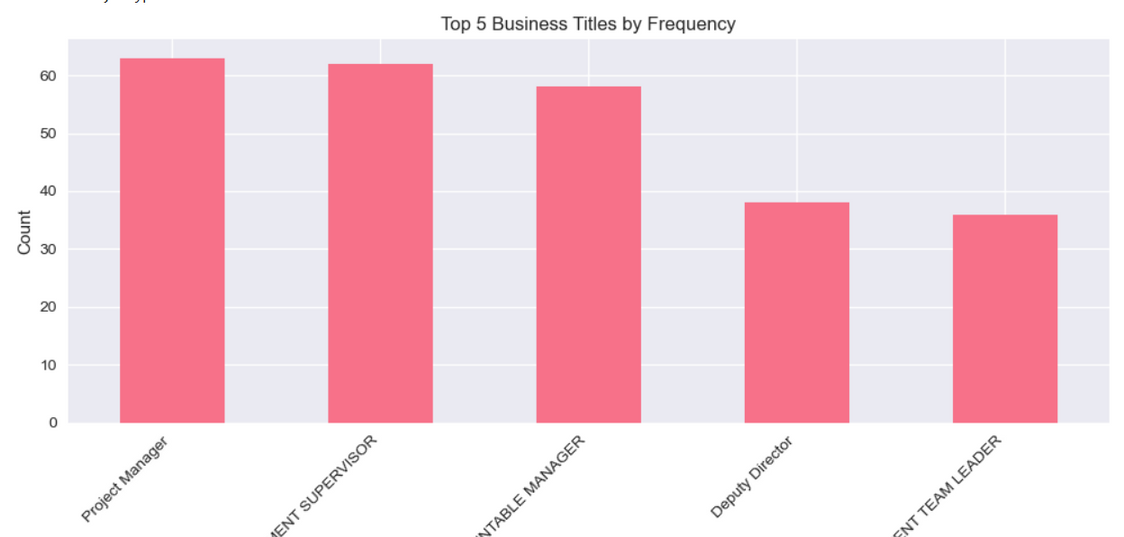 Top 5 Business Titles by Frequency
Count
60
50
40
30
20
10
0
Project Manager
MENT SUPERVISOR
NTABLE MANAGER
Deputy Director
ENT TEAM LEADER